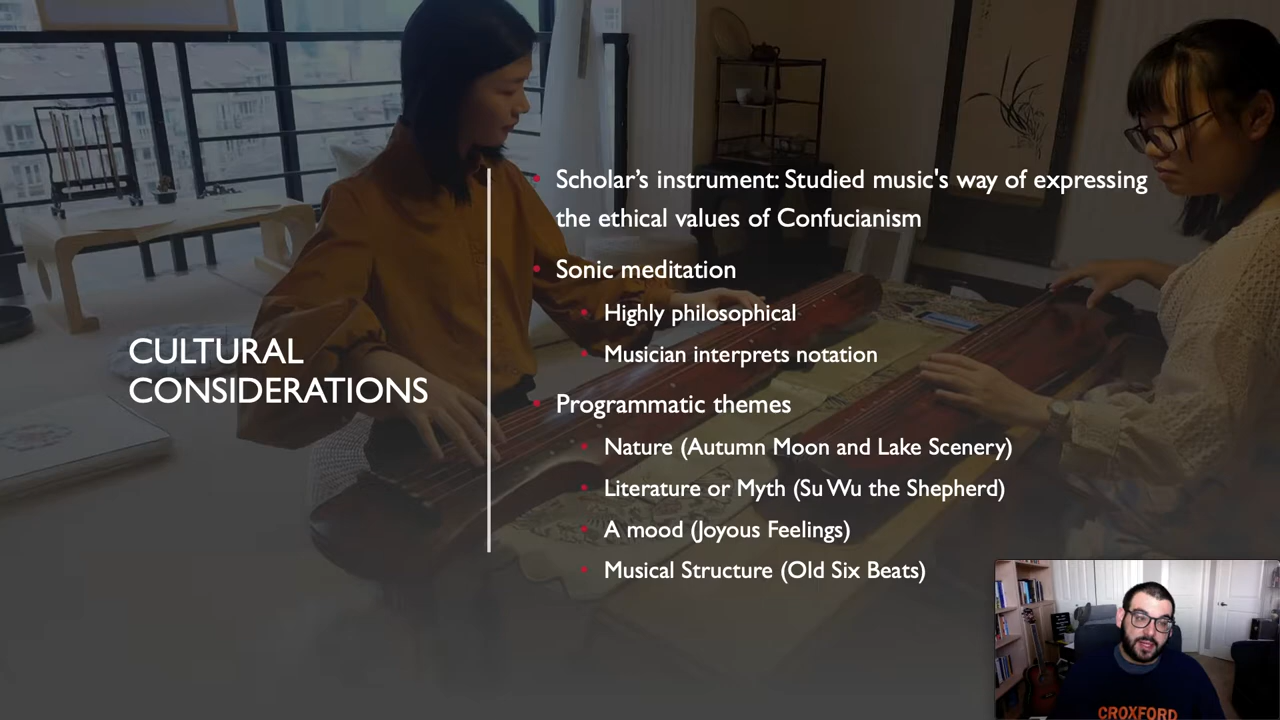 CULTURAL
CONSIDERATIONS
Scholar's instrument: Studied music's way of expressing
the ethical values of Confucianism
Sonic meditation
Highly philosophical
Musician interprets notation
Programmatic themes
Nature (Autumn Moon and Lake Scenery)
Literature or Myth (Su Wu the Shepherd)
A mood (Joyous Feelings)
Musical Structure (Old Six Beats)
CROXFORD